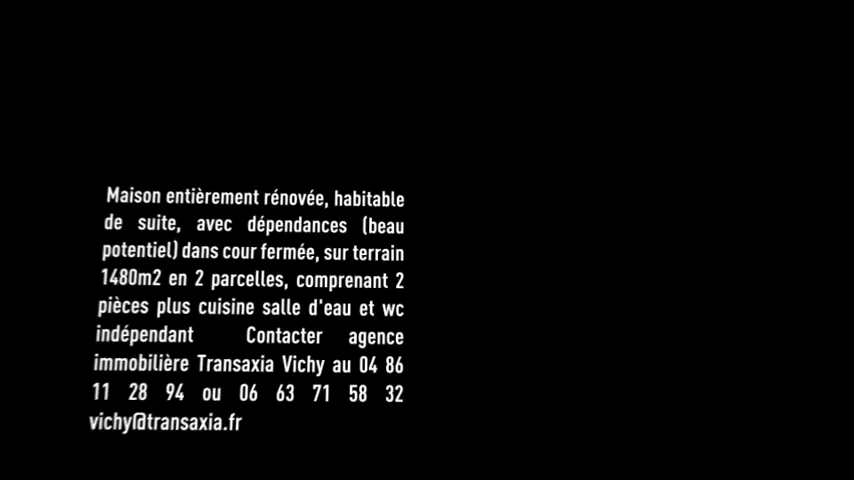 Maison entièrement rénovée, habitable
de suite, avec dépendances (beau
potentiel) dans cour fermée, sur terrain
1480m2 en 2 parcelles, comprenant 2
pièces plus cuisine salle d'eau et wc
indépendant Contacter agence
immobilière Transaxia Vichy au 04 86
11 28 94 ou 06 63 71 58 32
vichy@transaxia.fr